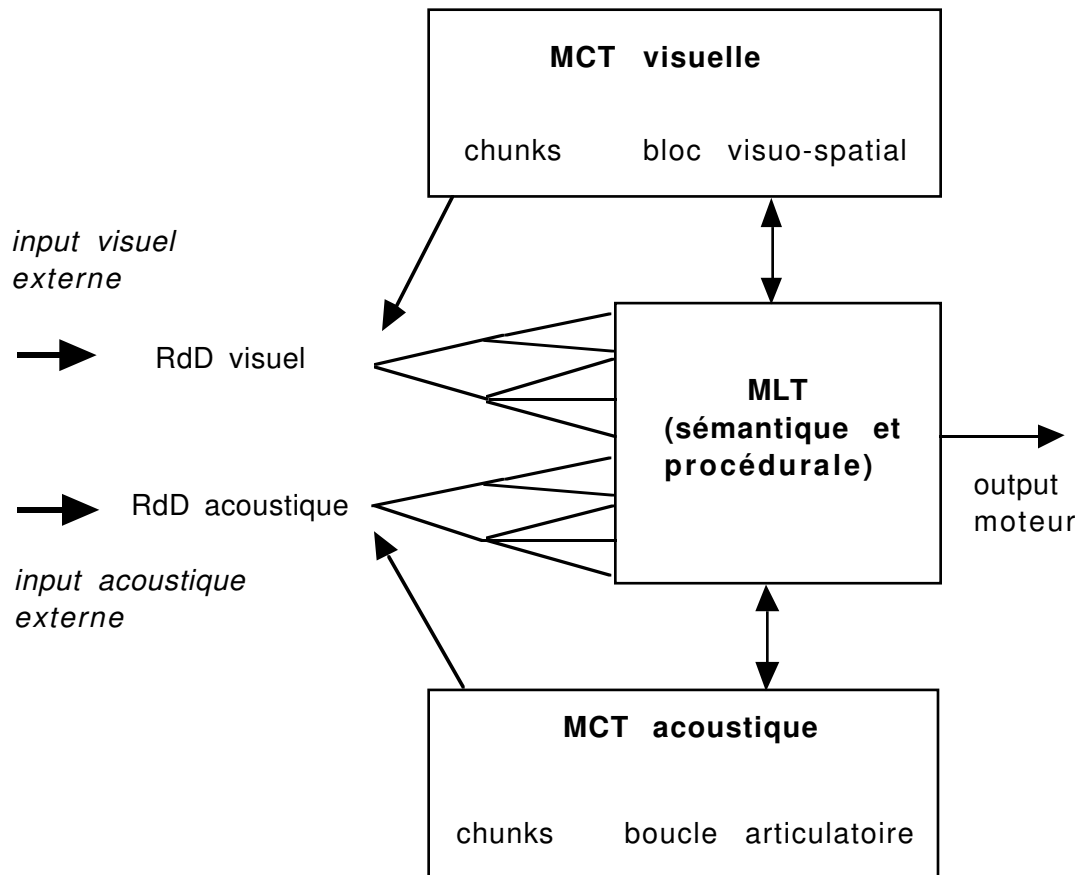 MCT visuelle
chunks bloc visuo-spatial
input visuel
externe
RdD visuel
MLT
(sémantique et
procédurale)
RdD acoustique
output
moteur
input acoustique
externe
MCT acoustique
chunks boucle articulatoire